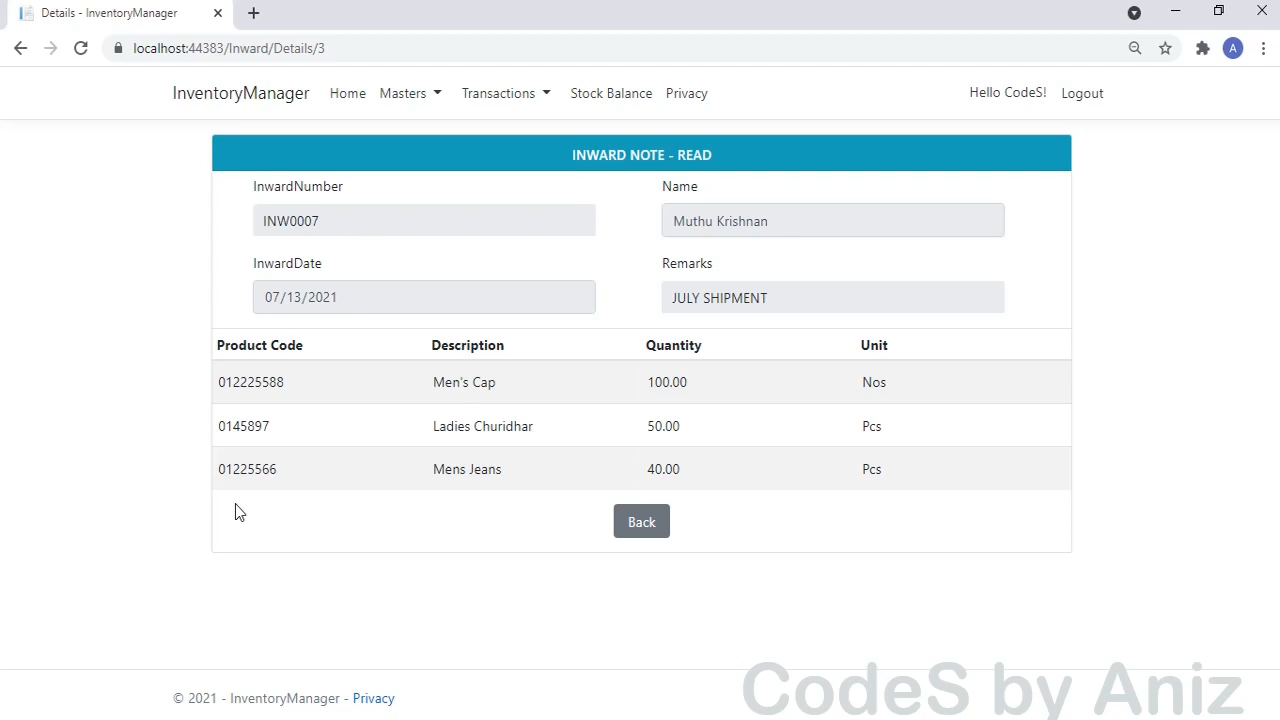 Details - InventoryManager
localhost:44383/Inward/Details/3
A
InventoryManager Home Masters Transactions Stock Balance Privacy Hello CodeS! Logout
INWARD NOTE - READ
InwardNumber Name
INW0007 Muthu Krishnan
InwardDate Remarks
07/13/2021 JULY SHIPMENT
Product Code Description Quantity Unit
012225588 Men's Cap 100.00 Nos
0145897 Ladies Churidhar 50.00 Pcs
01225566 Mens Jeans 40.00 Pcs
Back
© 2021 - InventoryManager - Privacy
CodeS by Aniz